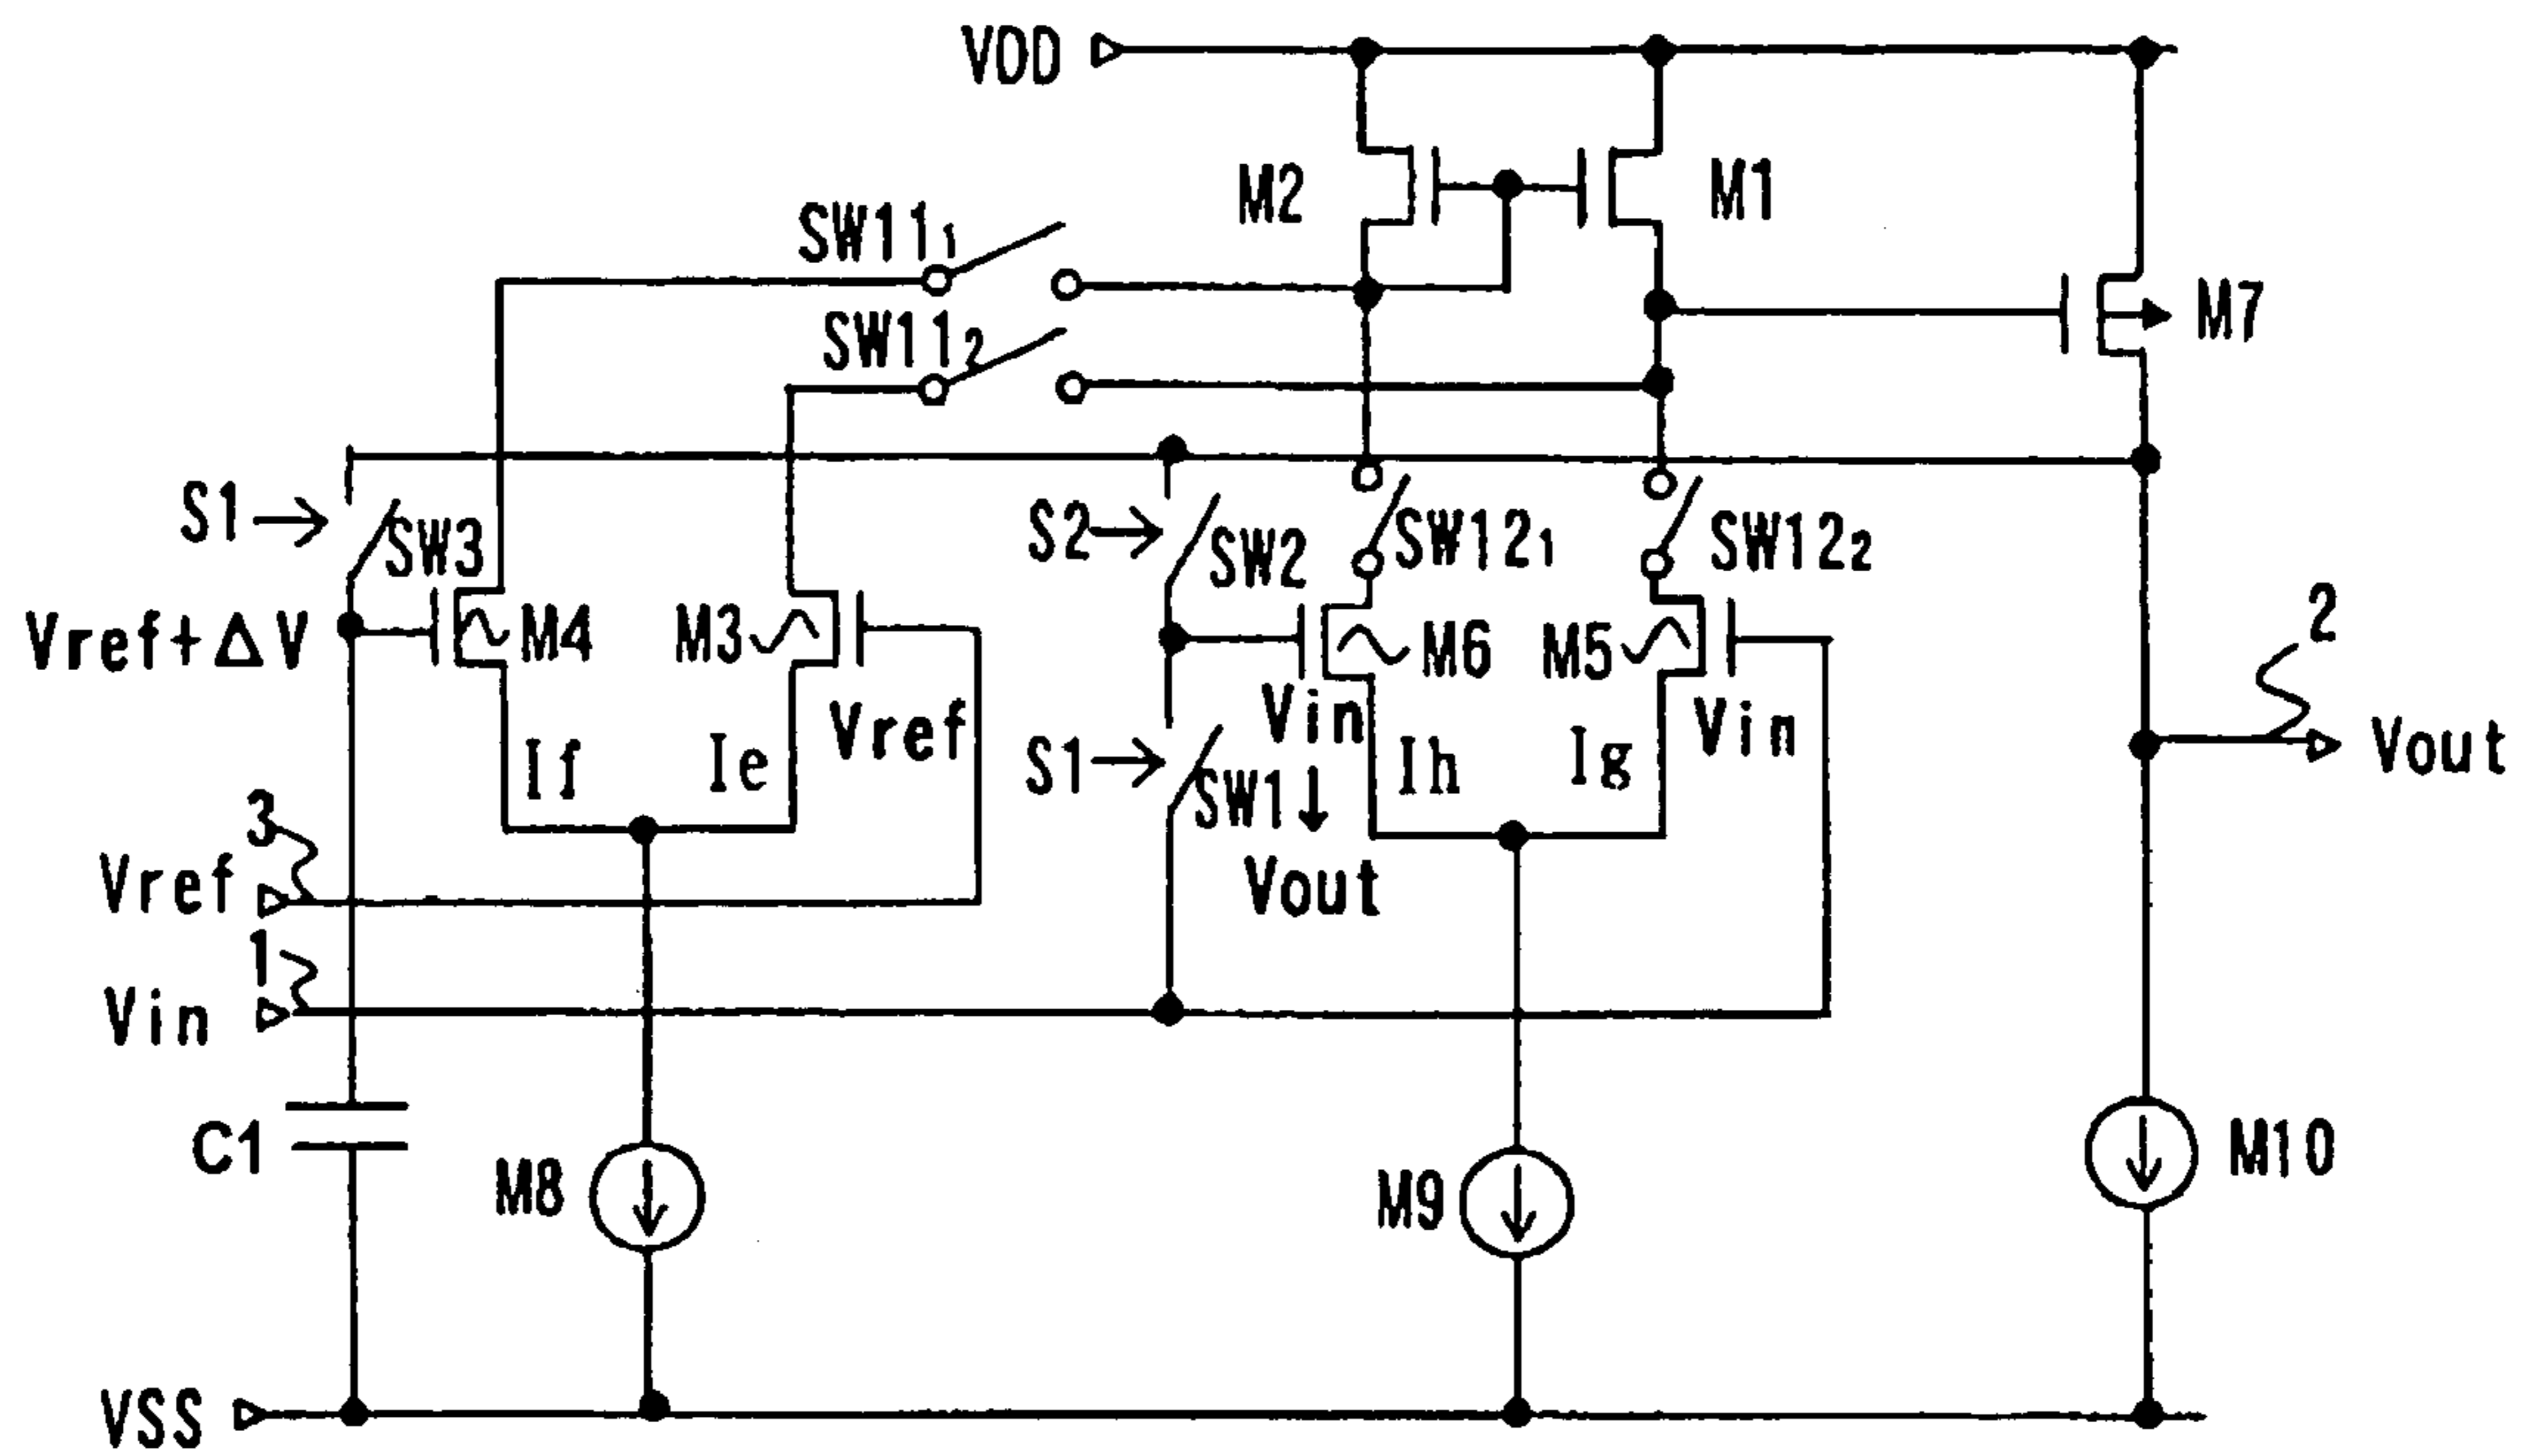 VDD
M2
M1
SW11₁
M7
SW11₂
S1
SW3
S2
SW2
SW12₁
SW12₂
2
Vref+ΔV
M4
M3
M6
M5
Vin
Vin
Vref
If
Ie
S1
SW1↓
Ih
Ig
Vout
3
Vref
Vout
1
Vin
C1
M8
M9
M10
VSS